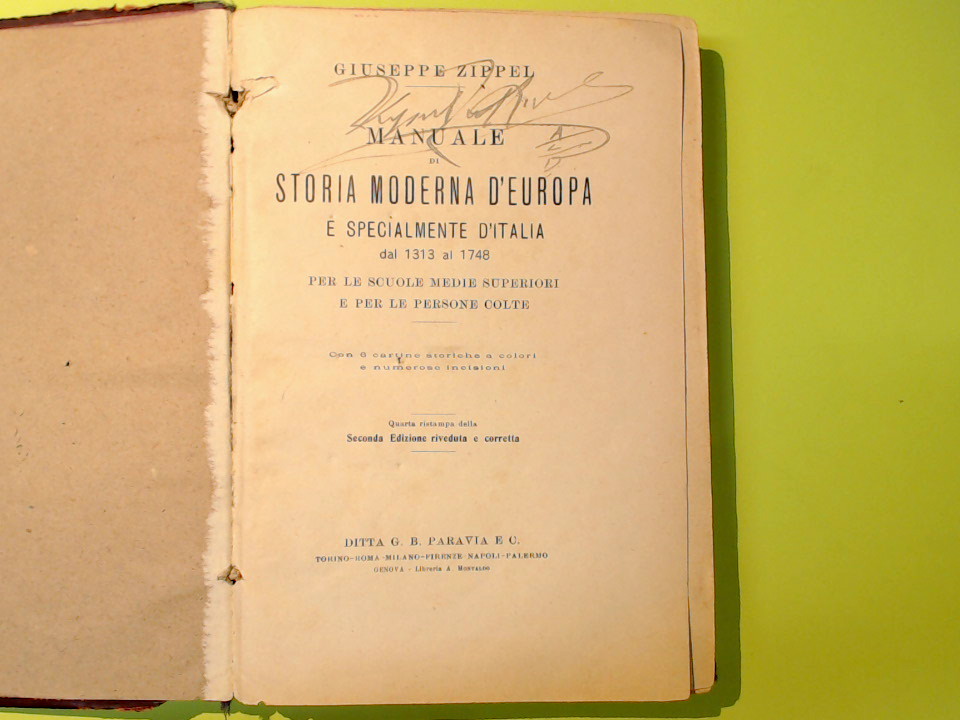 GIUSEPPE ZIPPEL
MANUALE
DI
STORIA MODERNA D'EUROPA
E SPECIALMENTE D'ITALIA
dal 1313 al 1748
PER LE SCUOLE MEDIE SUPERIORI
E PER LE PERSONE COLTE
Con 6 cartine storiche a colori
e numerose incisioni
Quarta ristampa della
Seconda Edizione riveduta e corretta
DITTA G. B. PARAVIA E C.
TORINO-ROMA-MILANO-FIRENZE-NAPOLI-PALERMO
GENOVA - Libreria A. Montaldo